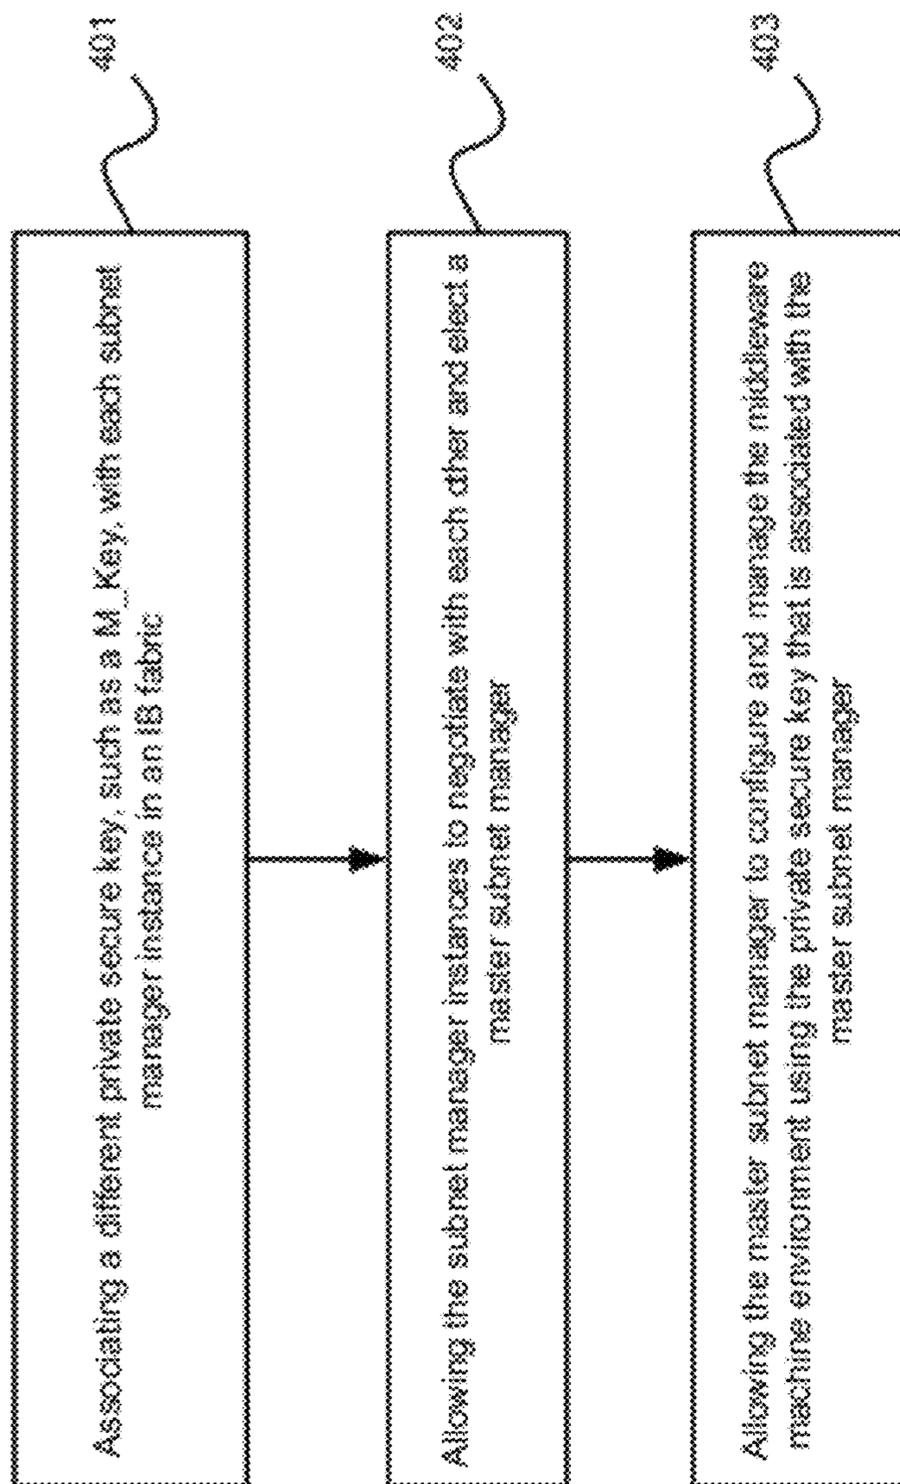 401
Associating a different private secure key, such as a M_Key, with each subnet
manager instance in an IB fabric
402
Allowing the subnet manager instances to negotiate with each other and elect a
master subnet manager
403
Allowing the master subnet manager to configure and manage the middleware
machine environment using the private secure key that is associated with the
master subnet manager